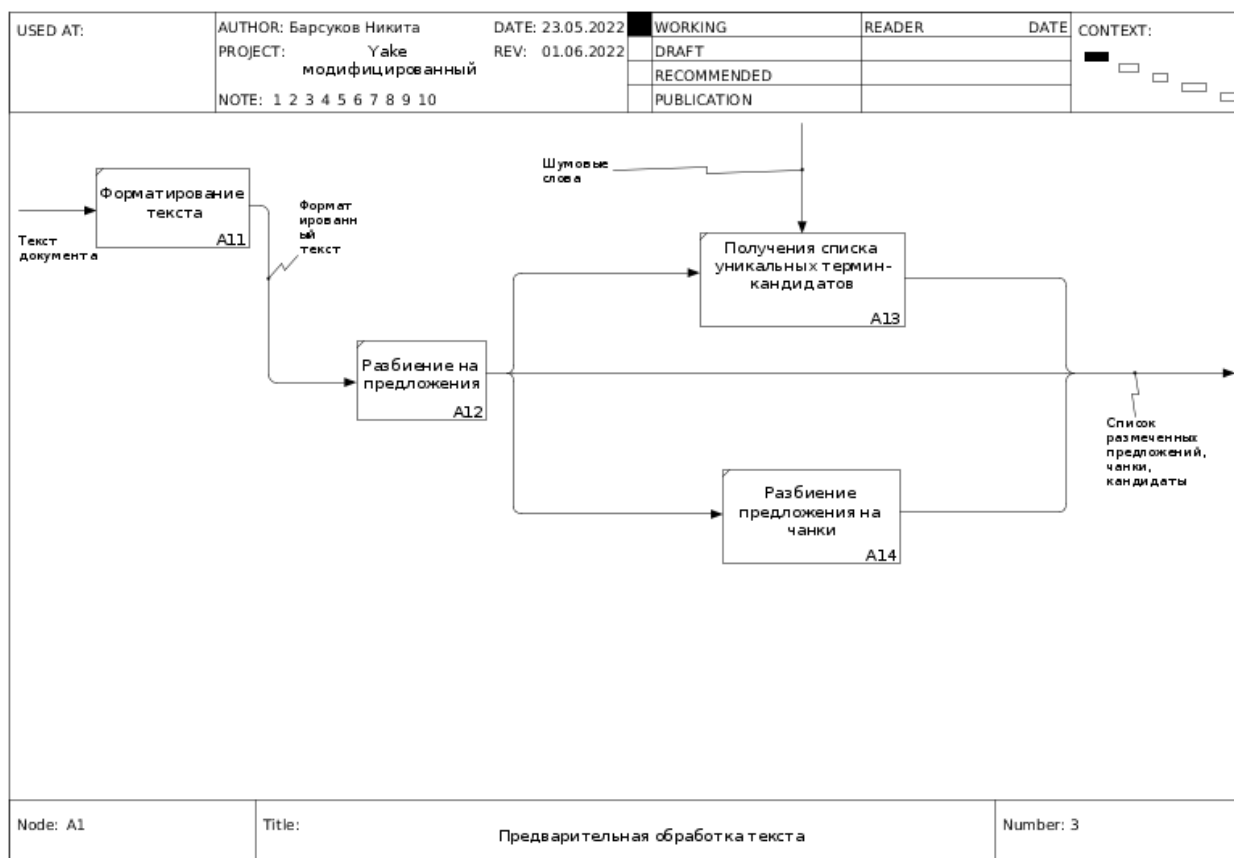 USED AT:
AUTHOR: Барсуков Никита
DATE: 23.05.2022
PROJECT: Yake
модифицированный
REV: 01.06.2022
NOTE: 1 2 3 4 5 6 7 8 9 10
WORKING
DRAFT
RECOMMENDED
PUBLICATION
READER DATE
CONTEXT:
Текст
документа
Форматирование
текста
A11
Формат
ированн
ый
текст
Шумовые
слова
Разбиение на
предложения
A12
Получения списка
уникальных термин-
кандидатов
A13
Разбиение
предложения на
чанки
A14
Список
размеченных
предложений,
чанки,
кандидаты
Node: A1
Title:
Предварительная обработка текста
Number: 3